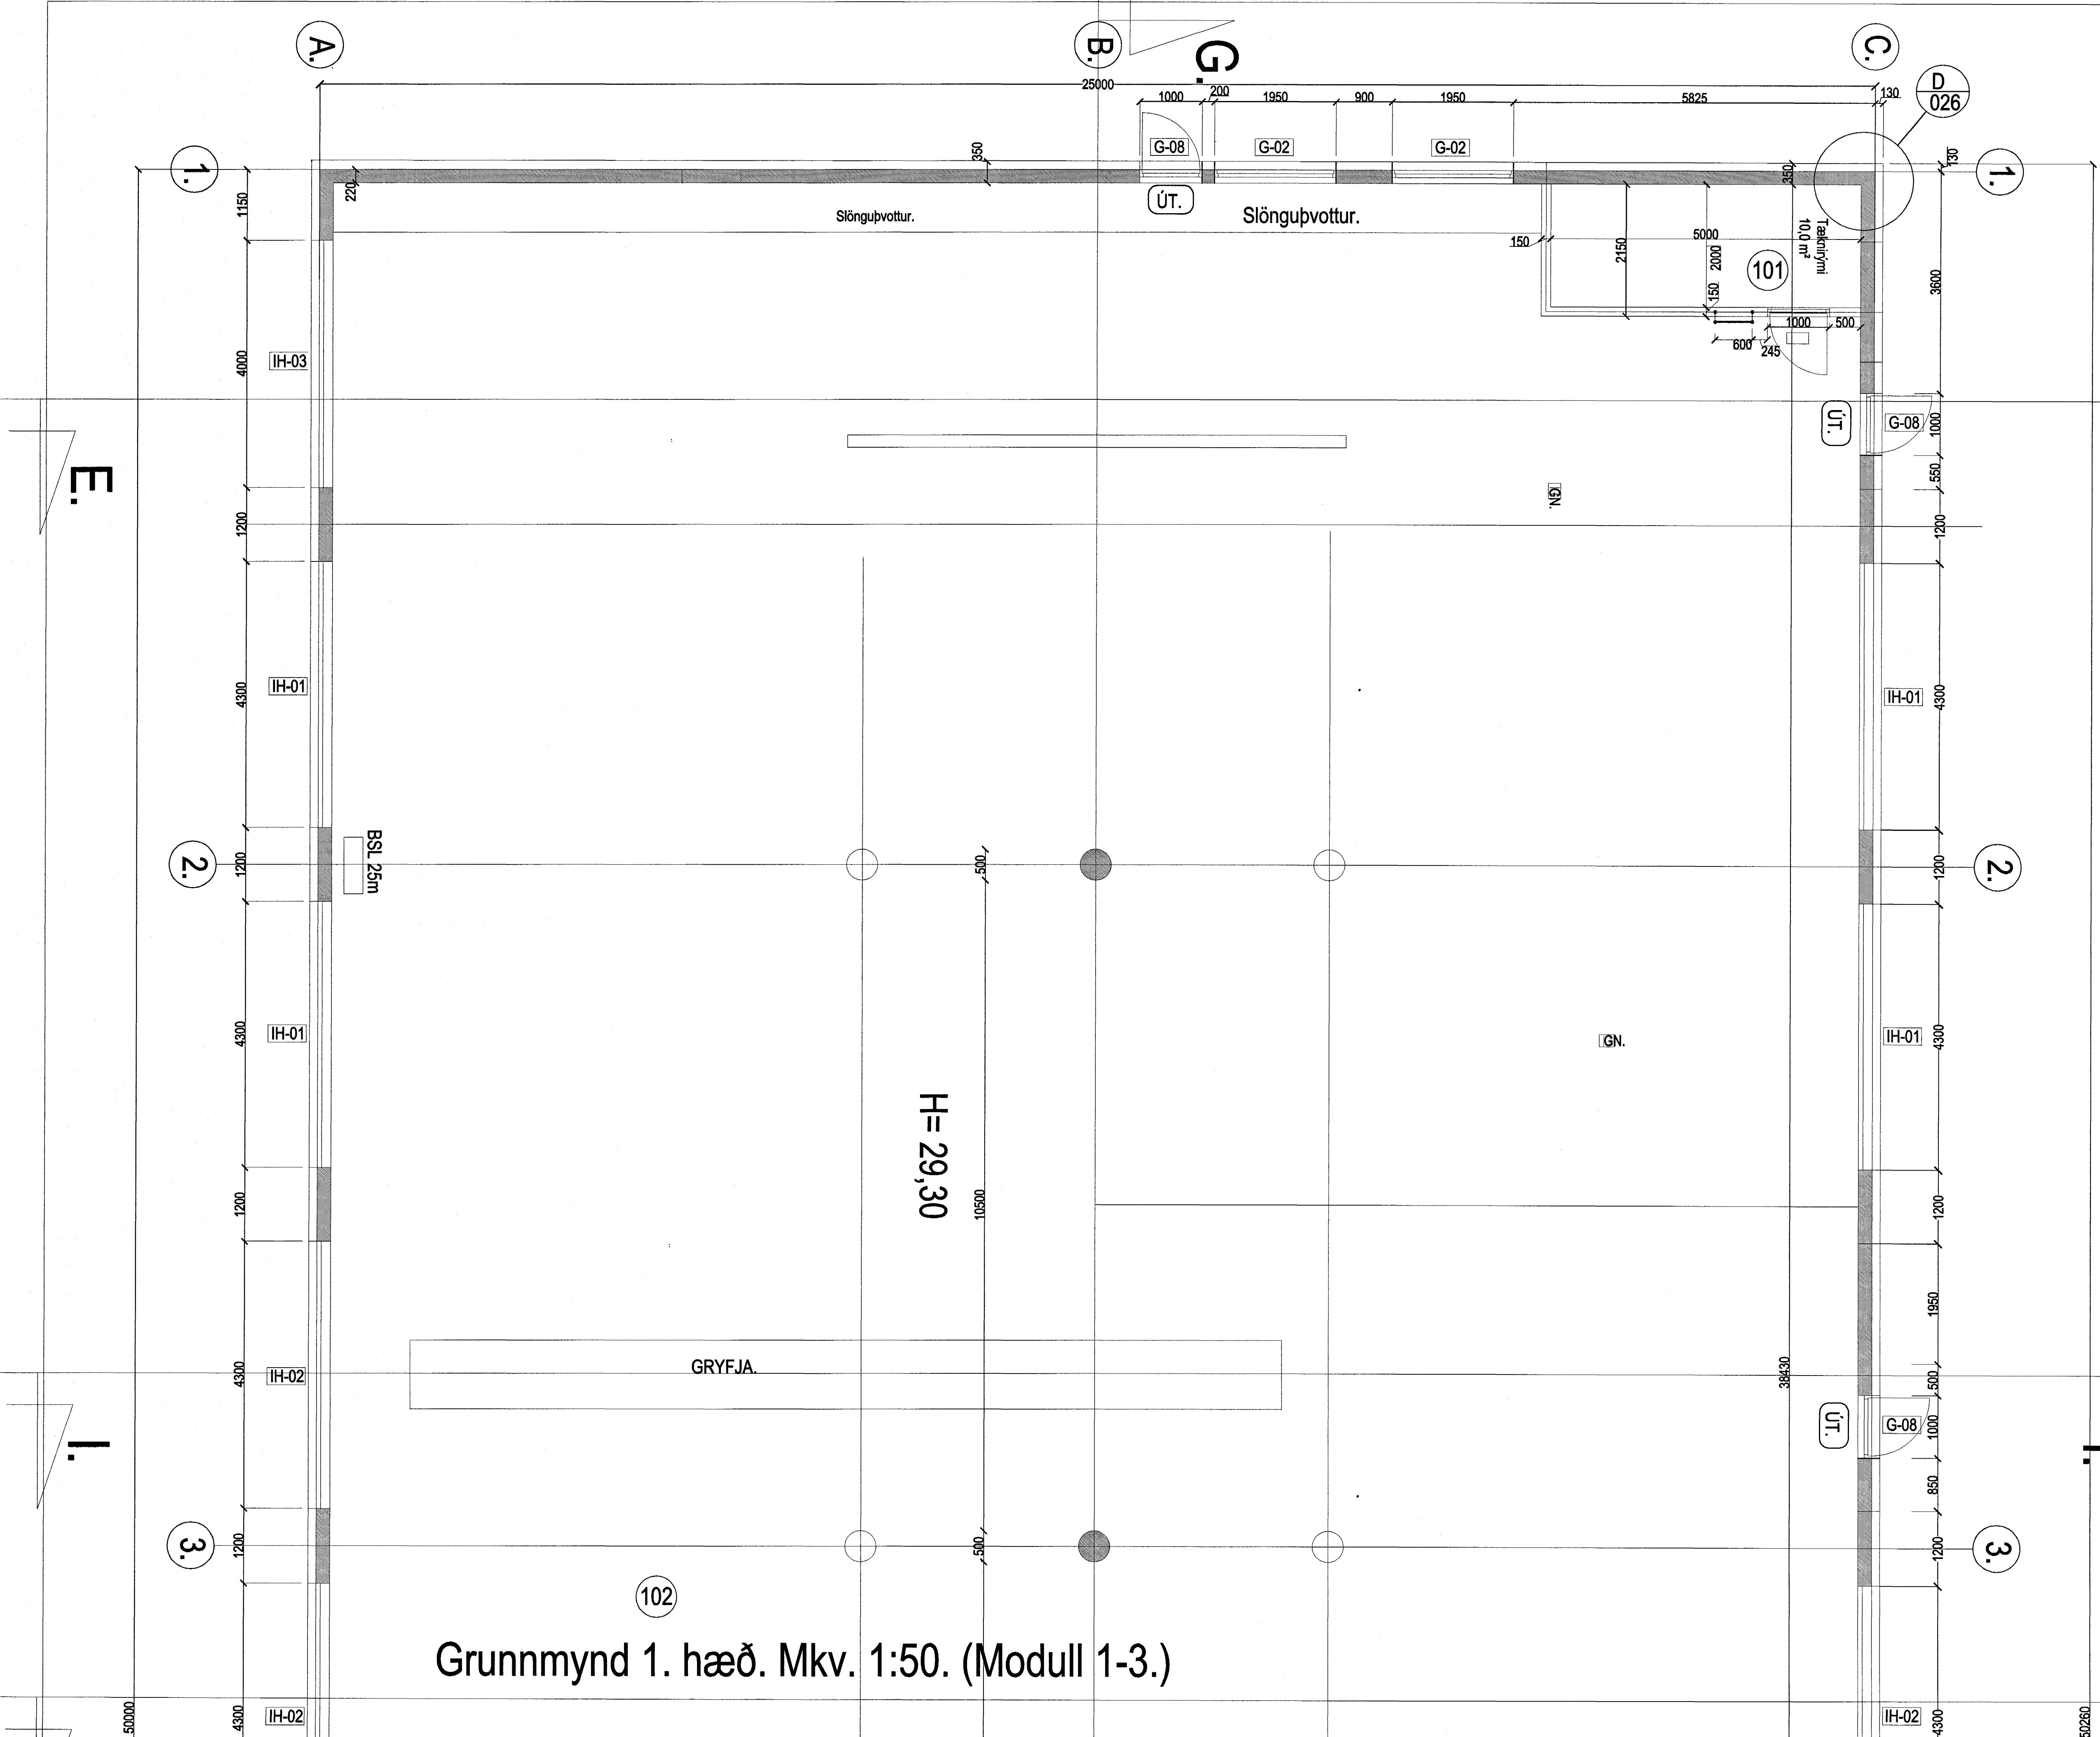 A.
B.
G.
C.
D
026
25000
1000
200
1950
900
1950
5825
130
G-08
G-02
G-02
350
350
130
1.
1.
220
1150
ÚT.
Slönguþvottur.
Slönguþvottur.
150
5000
2150
2000
150
Tæknirými
10,0 m²
101
3600
1000
500
600
245
IH-03
4000
ÚT.
G-08
1000
550
E.
GN.
1200
1200
IH-01
4300
IH-01
4300
2.
1200
BSL 25m
500
1200
2.
IH-01
4300
IH-01
4300
GN.
H= 29,30
10500
1200
1200
1950
GRYFJA.
IH-02
4300
38430
500
ÚT.
G-08
1000
I.
I.
850
3.
1200
500
1200
3.
102
Grunnmynd 1. hæð. Mkv. 1:50. (Modull 1-3.)
50000
4300
IH-02
IH-02
4300
50260